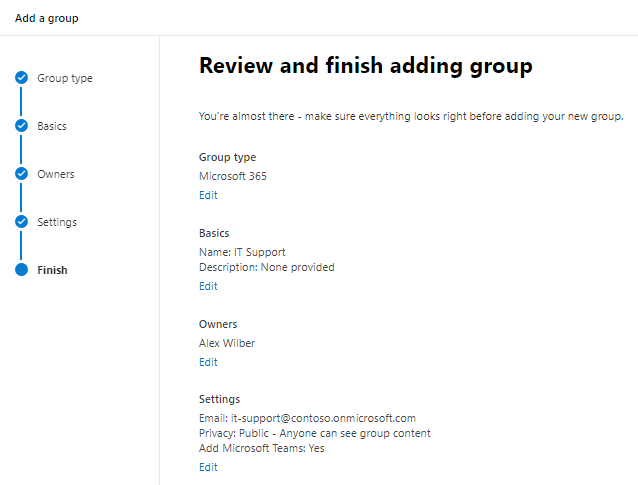 Add a group
Group type
Basics
Owners
Settings
Finish
Review and finish adding group
You're almost there - make sure everything looks right before adding your new group.
Group type
Microsoft 365
Edit
Basics
Name: IT Support
Description: None provided
Edit
Owners
Alex Wilber
Edit
Settings
Email: it-support@contoso.onmicrosoft.com
Privacy: Public - Anyone can see group content
Add Microsoft Teams: Yes
Edit